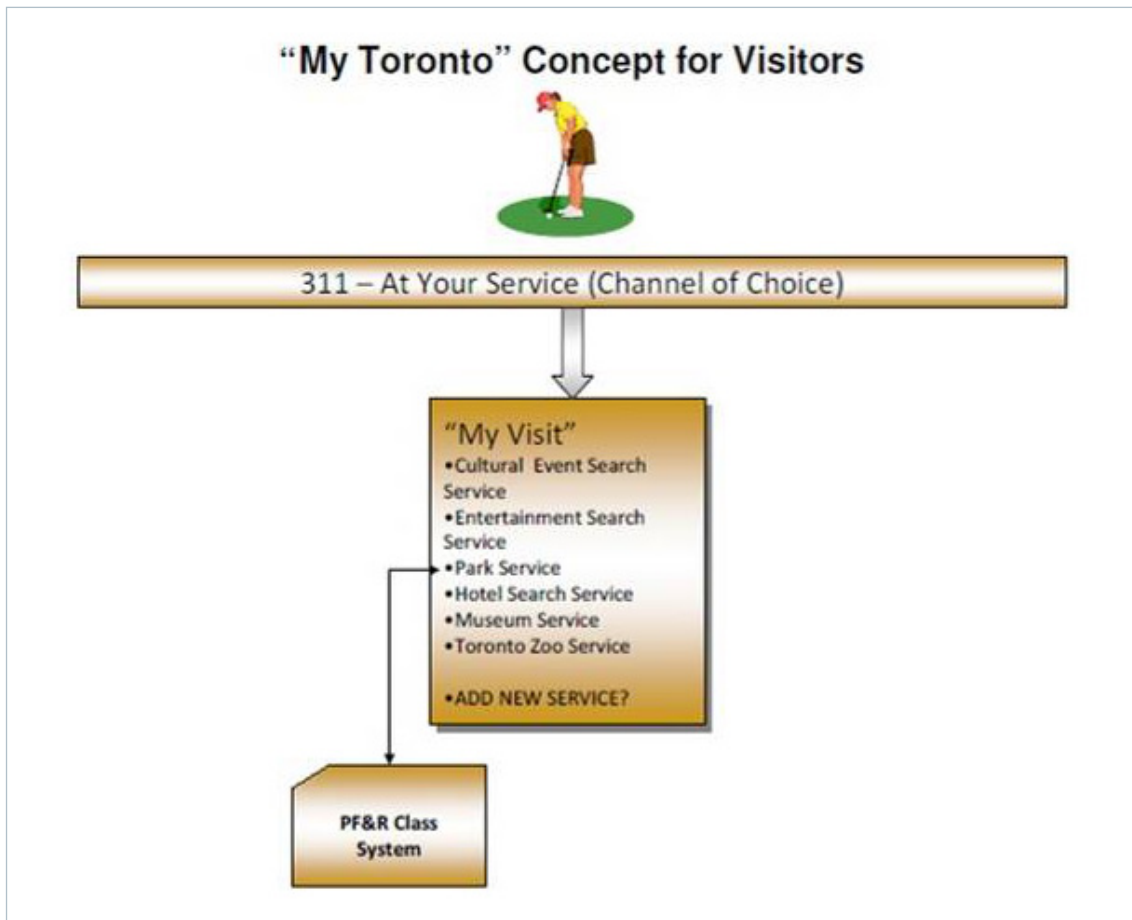 “My Toronto” Concept for Visitors
311 – At Your Service (Channel of Choice)
“My Visit”
•Cultural Event Search
Service
•Entertainment Search
Service
•Park Service
•Hotel Search Service
•Museum Service
•Toronto Zoo Service
•ADD NEW SERVICE?
PF&R Class
System